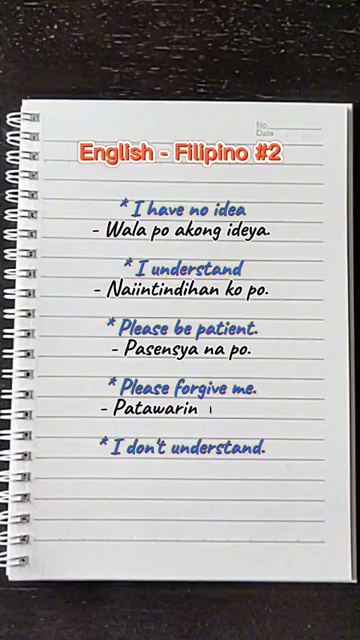 No
Date
English - Filipino #2
* I have no idea
- Wala po akong ideya.
* I understand
- Naiintindihan ko po.
* Please be patient.
- Pasensya na po.
* Please forgive me.
- Patawarin
* I don't understand.